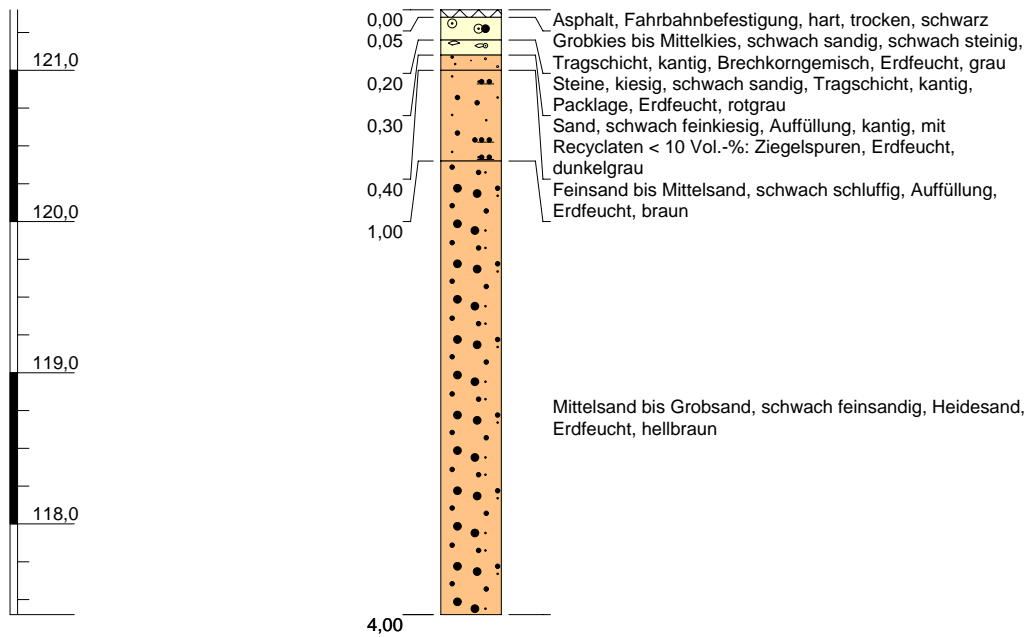 0,00
Asphalt, Fahrbahnbefestigung, hart, trocken, schwarz
0,05
Grobkies bis Mittelkies, schwach sandig, schwach steinig,
Tragschicht, kantig, Brechkorngemisch, Erdfeucht, grau
121,0
0,20
Steine, kiesig, schwach sandig, Tragschicht, kantig,
Packlage, Erdfeucht, rotgrau
0,30
Sand, schwach feinkiesig, Auffüllung, kantig, mit
Recyclaten < 10 Vol.-%: Ziegelspuren, Erdfeucht,
dunkelgrau
0,40
Feinsand bis Mittelsand, schwach schluffig, Auffüllung,
Erdfeucht, braun
120,0
1,00
119,0
Mittelsand bis Grobsand, schwach feinsandig, Heidesand,
Erdfeucht, hellbraun
118,0
4,00